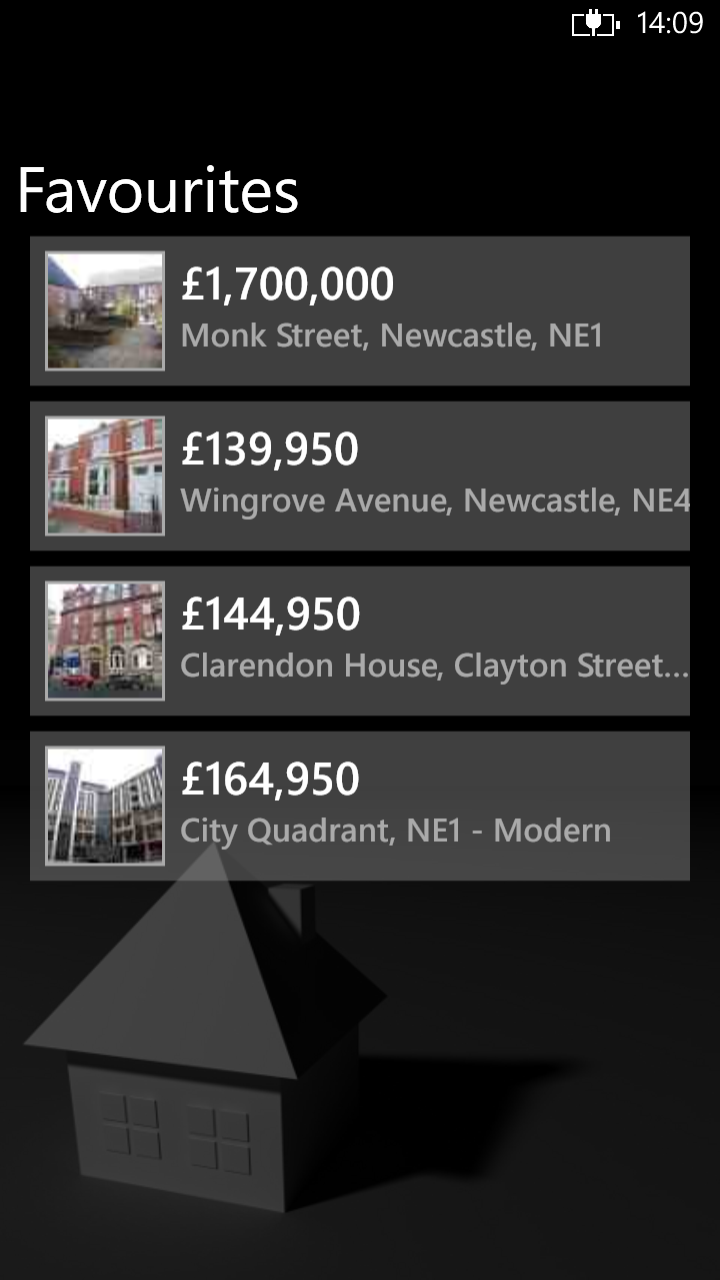 14:09
Favourites
£1,700,000
Monk Street, Newcastle, NE1
£139,950
Wingrove Avenue, Newcastle, NE4
£144,950
Clarendon House, Clayton Street...
£164,950
City Quadrant, NE1 - Modern